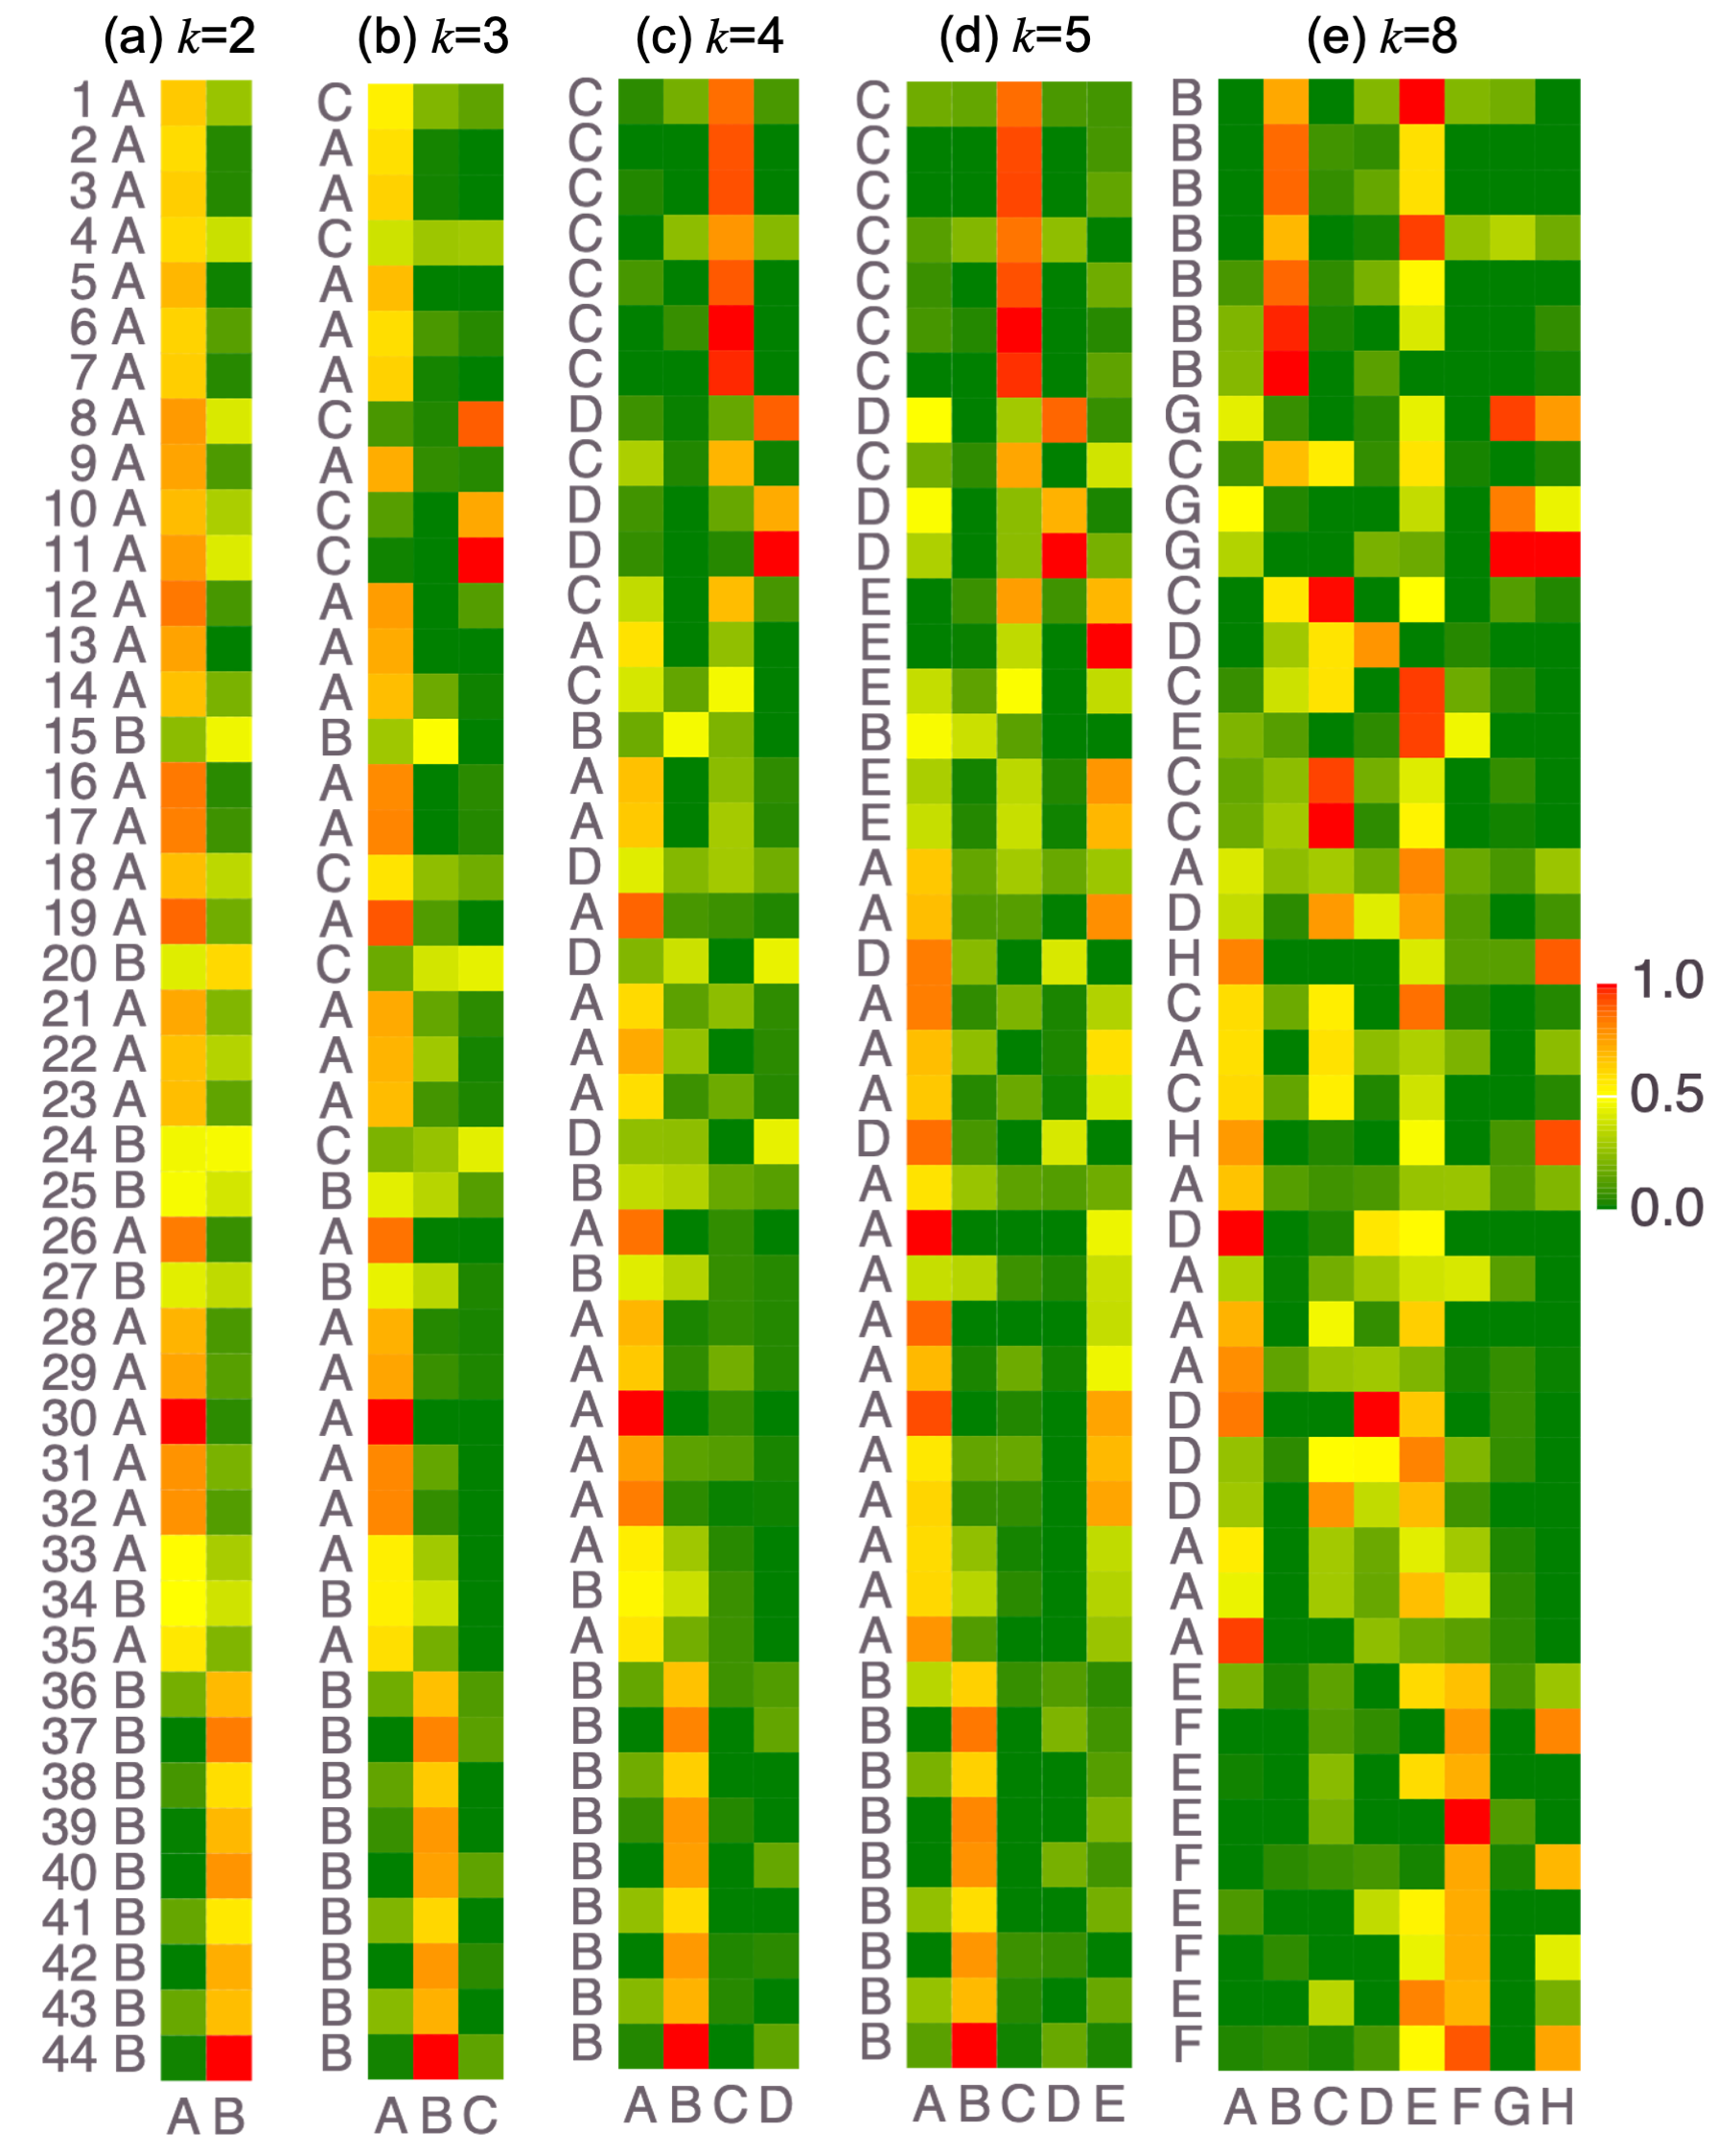 (a) k=2 (b) k=3 (c) k=4 (d) k=5 (e) k=8
1 A C C C B
2 A A C C B
3 A A C C B
4 A C C C B
5 A A C C B
6 A A C C B
7 A A C C B
8 A C D D G
9 A A C C C
10 A C D D G
11 A C D D G
12 A A C E C
13 A A A E D
14 A A C E C
15 B B B B E
16 A A A E C
17 A A A E C
18 A C D A A
19 A A A A D
20 B C D D H
1.0
21 A A A A C
22 A A A A A
23 A A A A C
0.5
24 B C D D H
25 B B B A A
0.0
26 A A A A D
27 B B B A A
28 A A A A A
29 A A A A A
30 A A A A D
31 A A A A D
32 A A A A D
33 A A A A A
34 B B B A A
35 A A A A A
36 B B B B E
37 B B B B F
38 B B B B E
39 B B B B E
40 B B B B F
41 B B B B E
42 B B B B F
43 B B B B E
44 B B B B F
A B A B C A B C D A B C D E A B C D E F G H